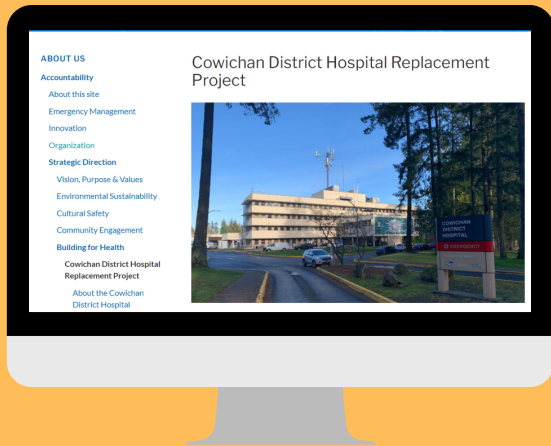 ABOUT US
Accountability
About this site
Emergency Management
Innovation
Organization
Strategic Direction
Vision, Purpose & Values
Environmental Sustainability
Cultural Safety
Community Engagement
Building for Health
Cowichan District Hospital
Replacement Project
About the Cowichan
District Hospital
Cowichan District Hospital Replacement
Project
COWICHAN
DISTRICT
HOSPITAL
EMERGENCY